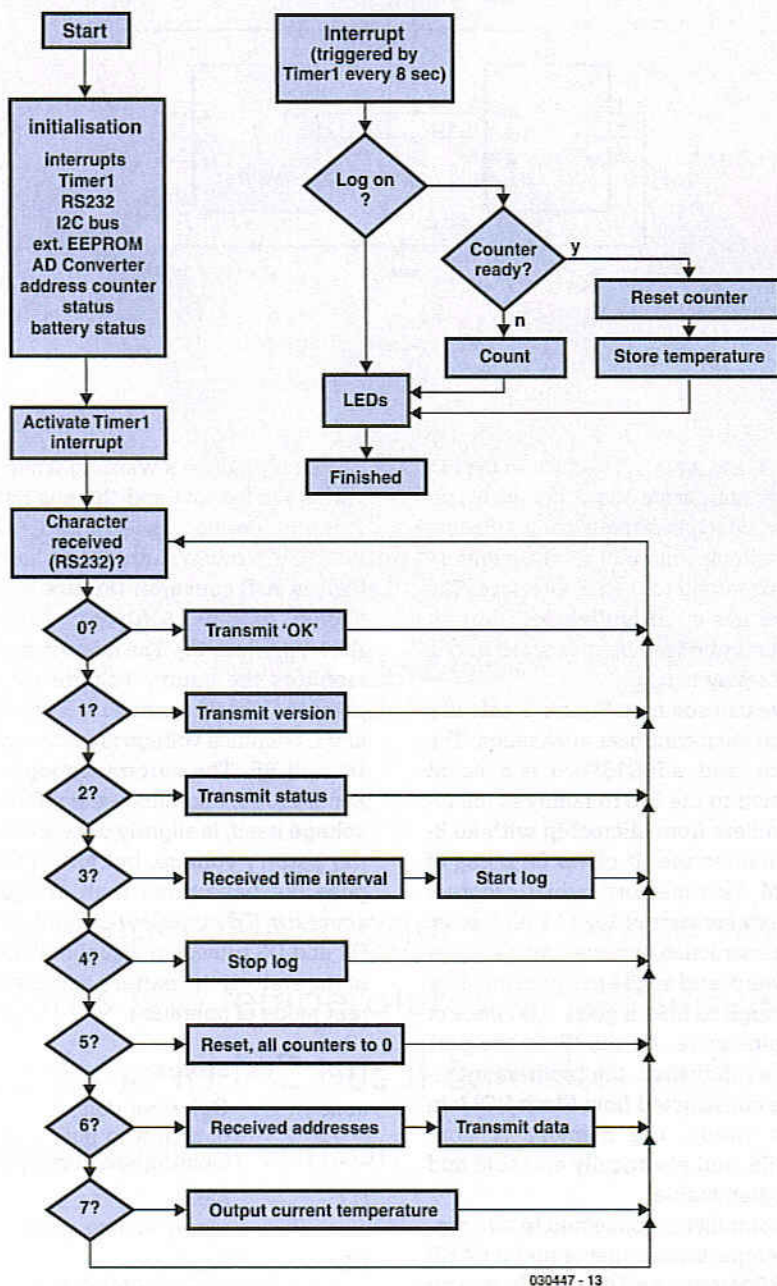 Start
initialisation
interrupts
Timer1
RS232
I2C bus
ext. EEPROM
AD Converter
address counter
status
battery status
Activate Timer1
interrupt
Character
received
(RS232)?
0?
Transmit ‘OK’
1?
Transmit version
2?
Transmit status
3?
Received time interval
Start log
4?
Stop log
5?
Reset, all counters to 0
6?
Received addresses
Transmit data
7?
Output current temperature
Interrupt
(triggered by
Timer1 every 8 sec)
Log on
?
Counter
ready?
y
n
Reset counter
Count
Store temperature
LEDs
Finished
030447 - 13